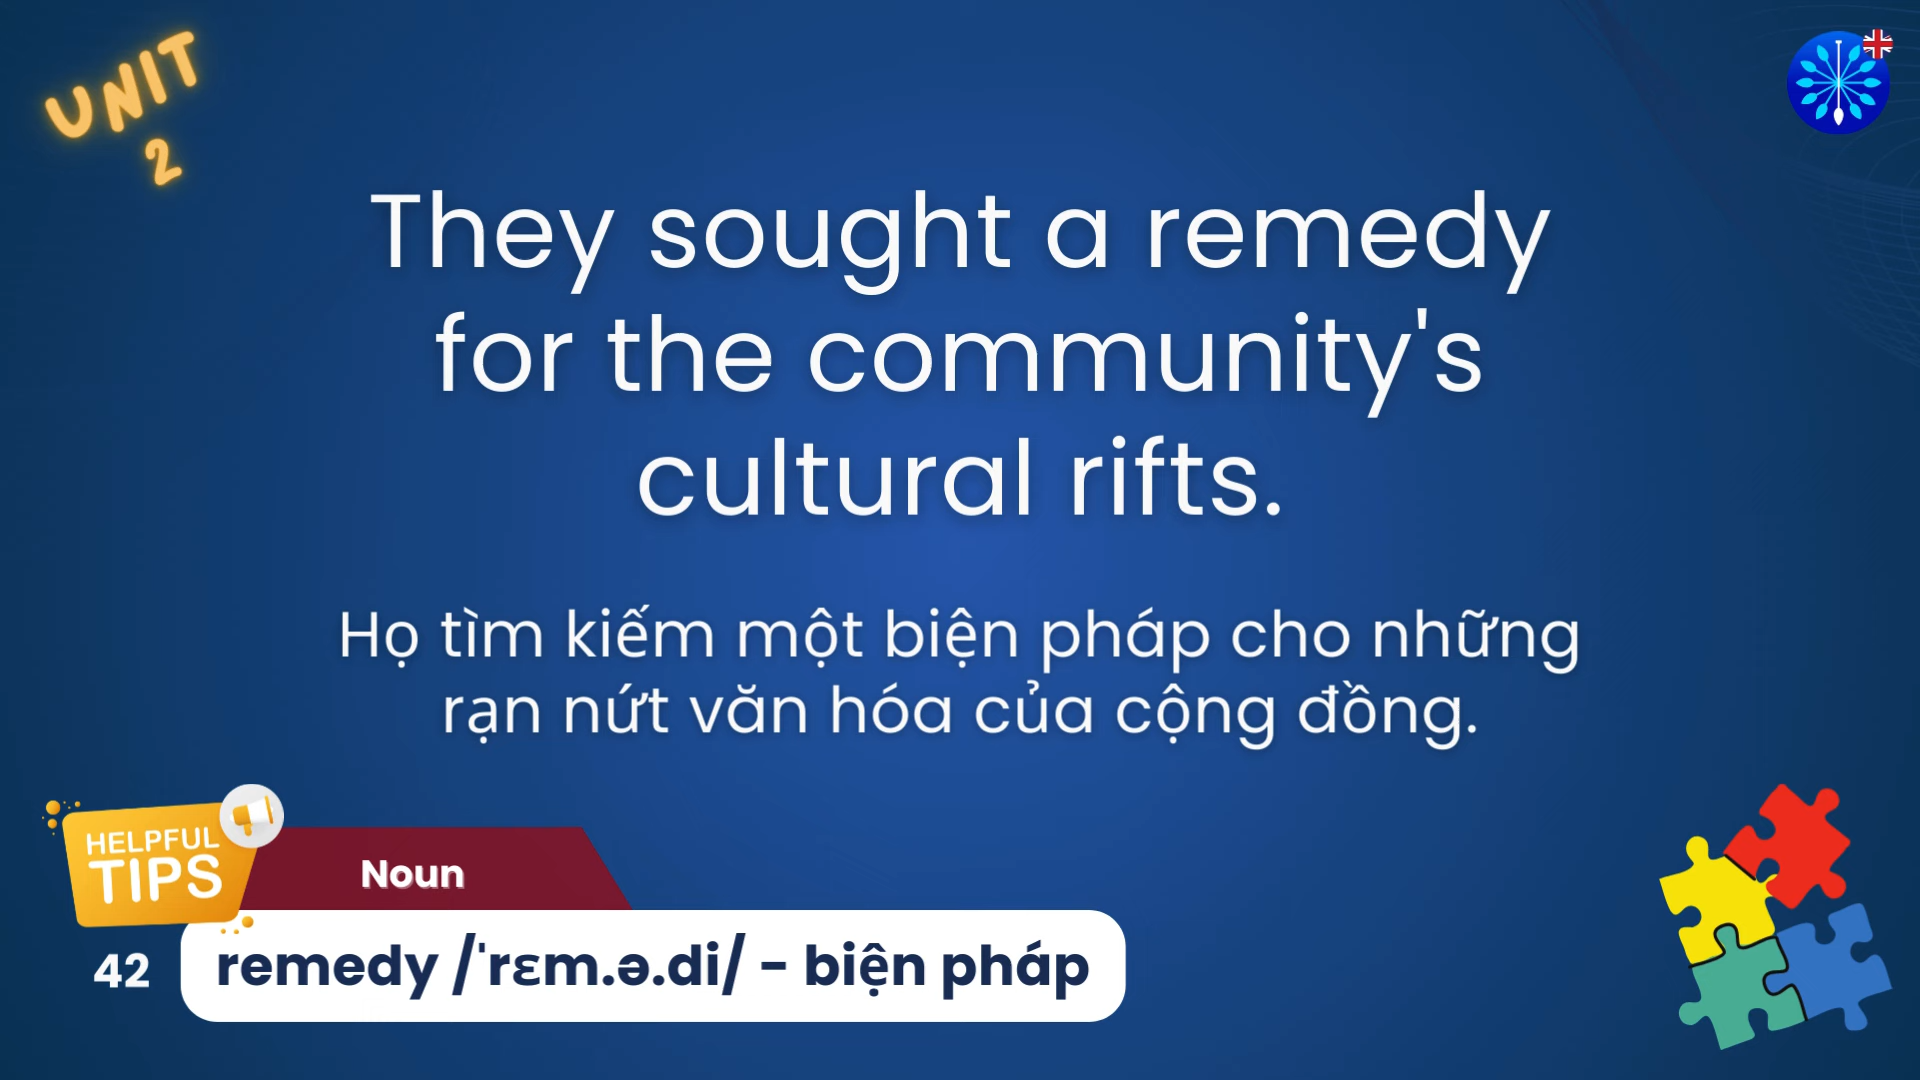 UNIT
2
They sought a remedy
for the community's
cultural rifts.
Họ tìm kiếm một biện pháp cho những
rạn nứt văn hóa của cộng đồng.
HELPFUL
TIPS
Noun
42
remedy /ˈrɛm.ə.di/ - biện pháp